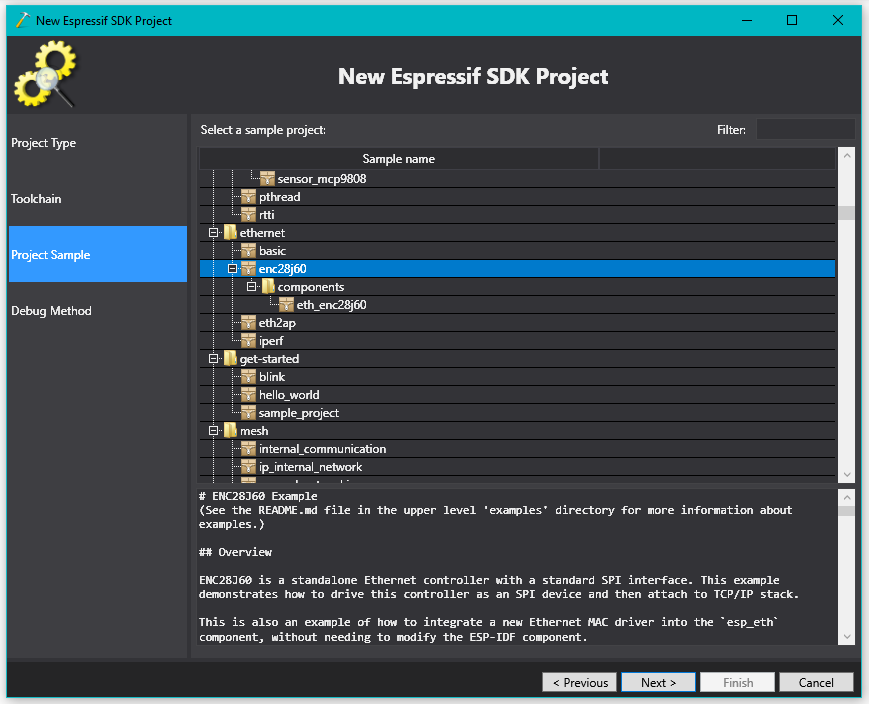 New Espressif SDK Project
New Espressif SDK Project
Project Type
Toolchain
Project Sample
Debug Method
Select a sample project:
Filter:
Sample name
sensor_mcp9808
pthread
rtti
ethernet
basic
enc28j60
components
eth_enc28j60
eth2ap
iperf
get-started
blink
hello_world
sample_project
mesh
internal_communication
ip_internal_network
# ENC28J60 Example
(See the README.md file in the upper level 'examples' directory for more information about
examples.)
## Overview
ENC28J60 is a standalone Ethernet controller with a standard SPI interface. This example
demonstrates how to drive this controller as an SPI device and then attach to TCP/IP stack.
This is also an example of how to integrate a new Ethernet MAC driver into the `esp_eth`
component, without needing to modify the ESP-IDF component.
< Previous
Next >
Finish
Cancel